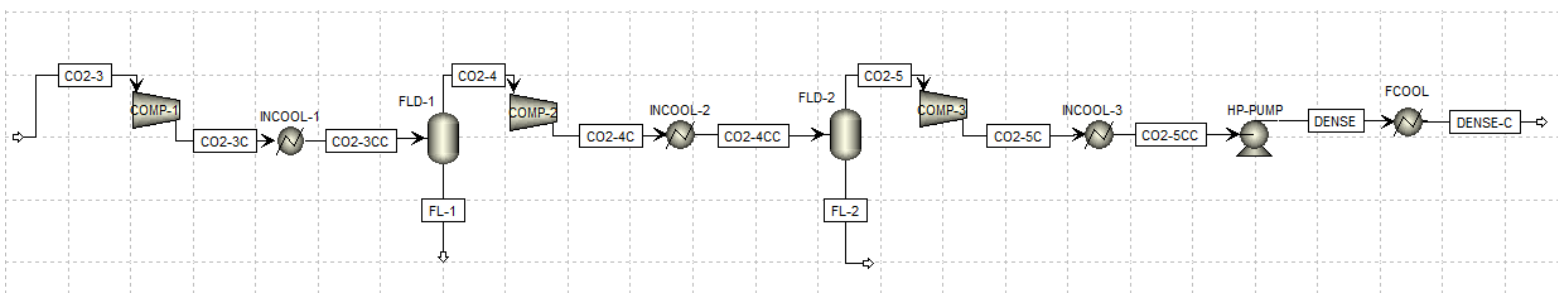 CO2-3
COMP-1
CO2-3C
INCOOL-1
CO2-3CC
FLD-1
FL-1
CO2-4
COMP-2
CO2-4C
INCOOL-2
CO2-4CC
FLD-2
FL-2
CO2-5
COMP-3
CO2-5C
INCOOL-3
CO2-5CC
HP-PUMP
DENSE
FCOOL
DENSE-C